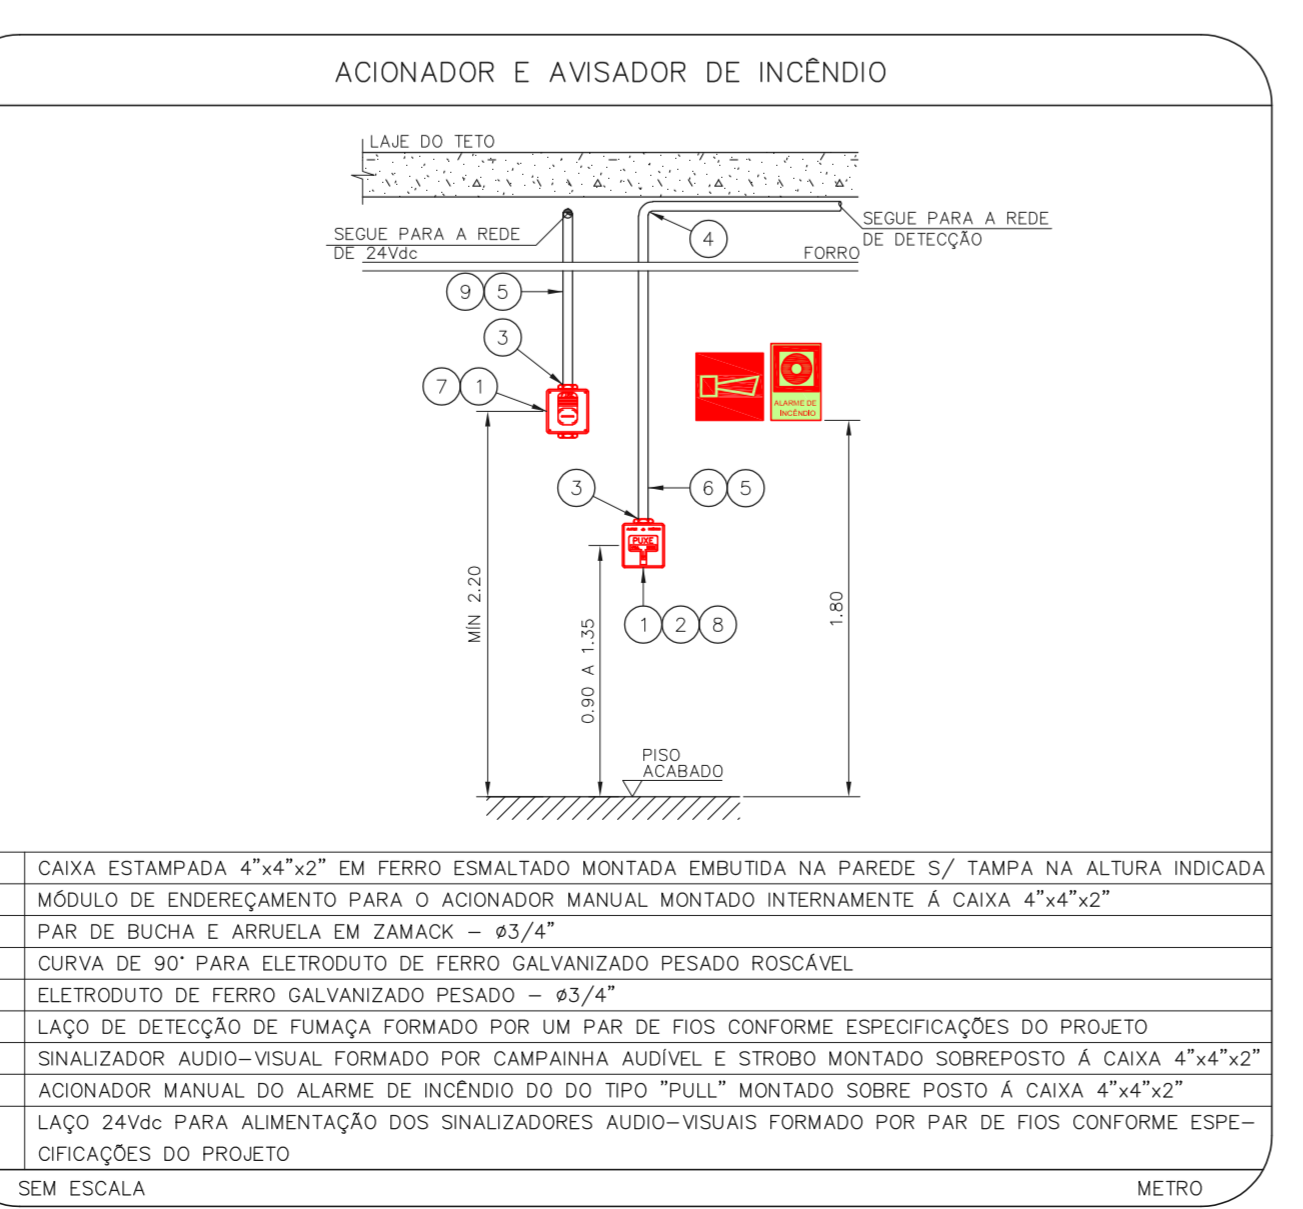 ACIONADOR E AVISADOR DE INCÊNDIO
LAJE DO TETO
SEGUE PARA A REDE
DE 24Vdc
SEGUE PARA A REDE
DE DETECÇÃO
4
FORRO
9 5
3
7 1
ALARME DE
INCÊNDIO
3
6 5
PUXE
1 2 8
MÍN 2.20
0.90 A 1.35
1.80
PISO
ACABADO
CAIXA ESTAMPADA 4”x4”x2” EM FERRO ESMALTADO MONTADA EMBUTIDA NA PAREDE S/ TAMPA NA ALTURA INDICADA
MÓDULO DE ENDEREÇAMENTO PARA O ACIONADOR MANUAL MONTADO INTERNAMENTE Á CAIXA 4”x4”x2”
PAR DE BUCHA E ARRUELA EM ZAMACK – ø3/4”
CURVA DE 90° PARA ELETRODUTO DE FERRO GALVANIZADO PESADO ROSCÁVEL
ELETRODUTO DE FERRO GALVANIZADO PESADO – ø3/4”
LAÇO DE DETECÇÃO DE FUMAÇA FORMADO POR UM PAR DE FIOS CONFORME ESPECIFICAÇÕES DO PROJETO
SINALIZADOR AUDIO–VISUAL FORMADO POR CAMPAINHA AUDÍVEL E STROBO MONTADO SOBREPOSTO Á CAIXA 4”x4”x2”
ACIONADOR MANUAL DO ALARME DE INCÊNDIO DO DO TIPO ”PULL” MONTADO SOBRE POSTO Á CAIXA 4”x4”x2”
LAÇO 24Vdc PARA ALIMENTAÇÃO DOS SINALIZADORES AUDIO–VISUAIS FORMADO POR PAR DE FIOS CONFORME ESPE–
CIFICAÇÕES DO PROJETO
SEM ESCALA
METRO